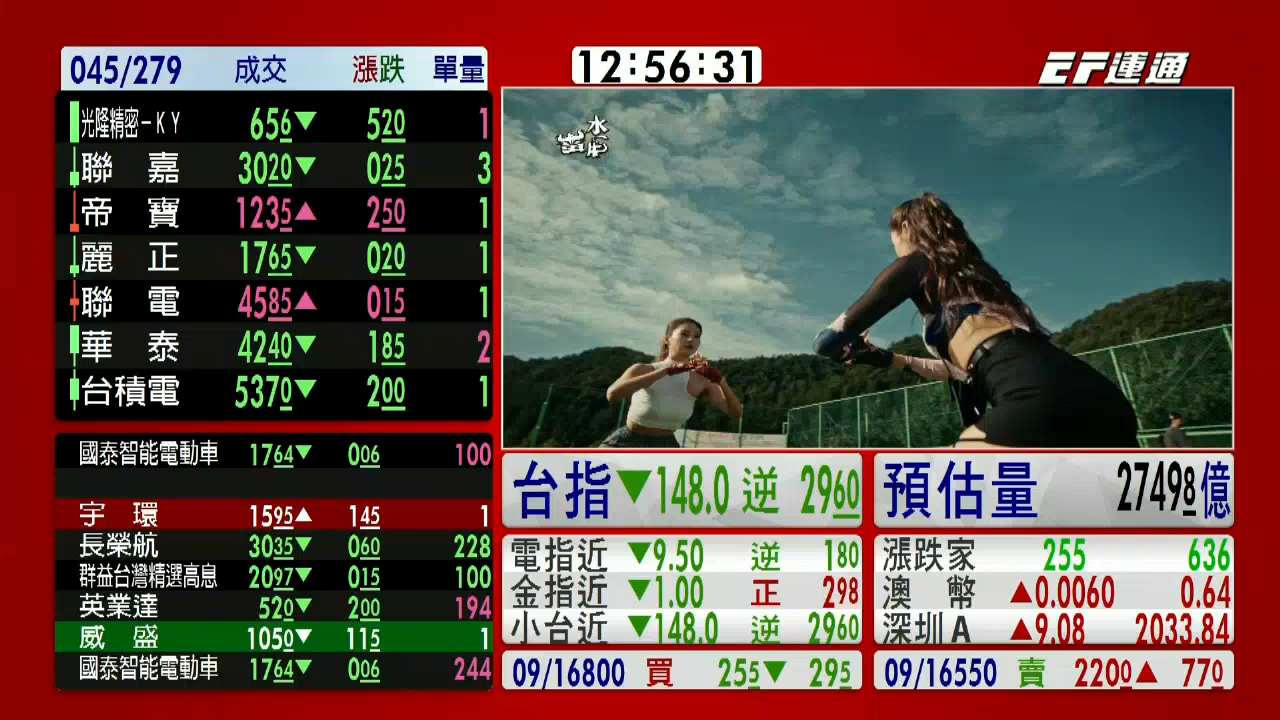 045/279 成交 漲跌 單量
光隆精密-KY 656▼ 520 1
聯嘉 3020▼ 025 3
帝寶 1235▲ 250 1
麗正 1765▼ 020 1
聯電 4585▲ 015 1
華泰 4240▼ 185 2
台積電 5370▼ 200 1
國泰智能電動車 1764▼ 006 100
宇環 1595▲ 145 1
長榮航 3035▼ 060 228
群益台灣精選高息 2097▼ 015 100
英業達 520▼ 200 194
威盛 1050▼ 115 1
國泰智能電動車 1764▼ 006 244
12:56:31
EF運通
台指▼148.0 逆 2960
電指近 ▼9.50 逆 180
金指近 ▼1.00 正 298
小台近 ▼148.0 逆 2960
09/16800 買 255▼ 295
預估量 27498億
漲跌家 255 636
澳幣 ▲0.0060 0.64
深圳A ▲9.08 2033.84
09/16550 賣 2200▲ 770